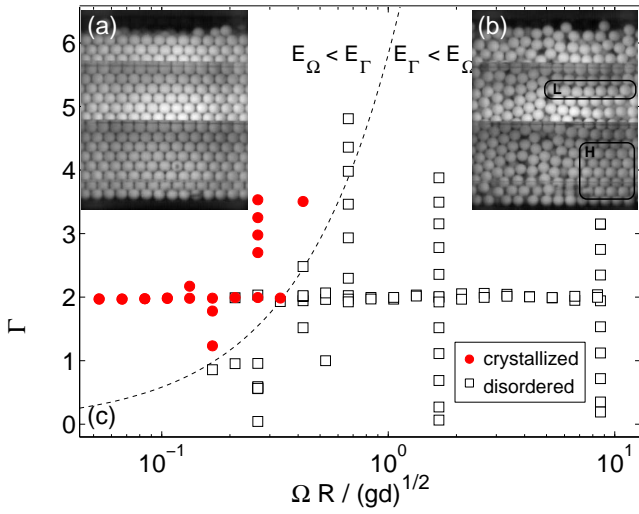 (a)
(b)
E_Ω < E_Γ
E_Γ < E_Ω
L
H
6
5
4
3
2
1
0
Γ
crystallized
disordered
(c)
10^-1
10^0
10^1
Ω R / (gd)^1/2